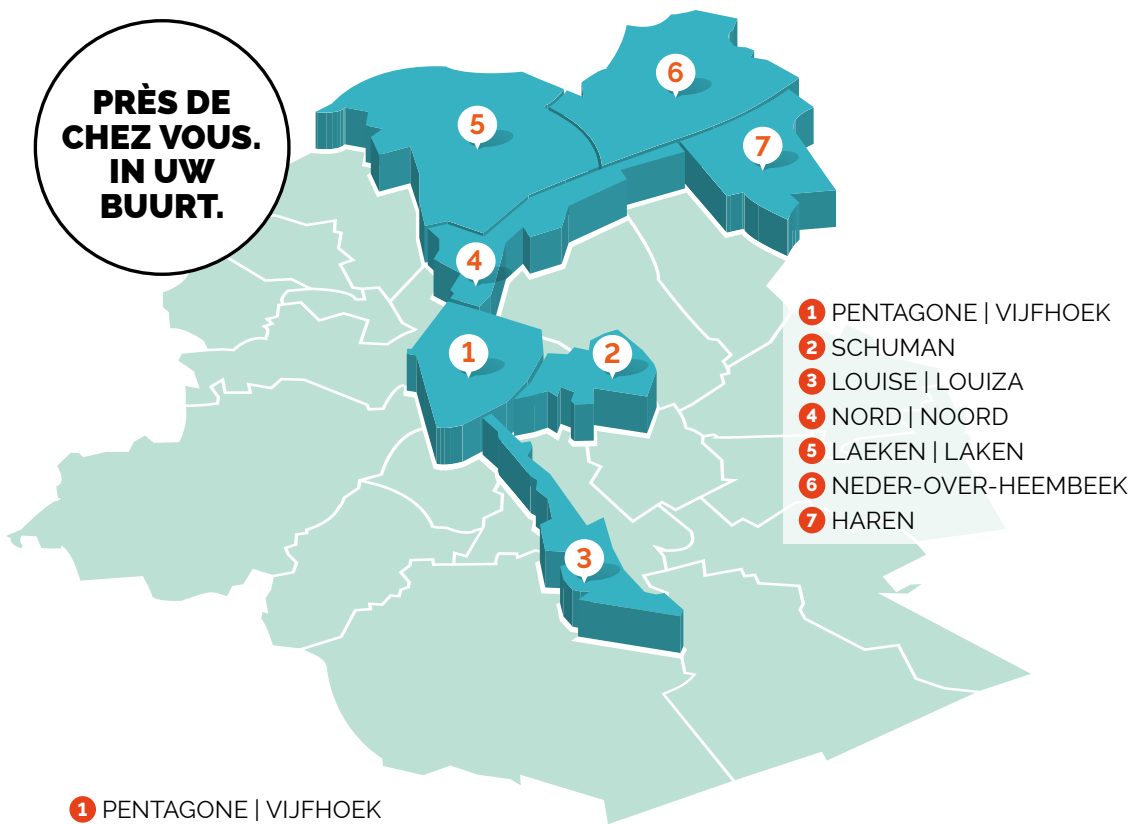 PRÈS DE
CHEZ VOUS.
IN UW
BUURT.
6
5
7
4
1
2
3
1 PENTAGONE | VIJFHOEK
2 SCHUMAN
3 LOUISE | LOUIZA
4 NORD | NOORD
5 LAEKEN | LAKEN
6 NEDER-OVER-HEEMBEEK
7 HAREN
1 PENTAGONE | VIJFHOEK